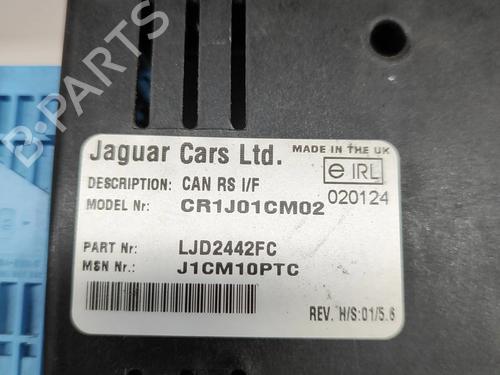 B-PARTS
Jaguar Cars Ltd.
MADE IN THE UK
e IRL
020124
DESCRIPTION: CAN RS I/F
MODEL Nr: CR1J01CM02
PART Nr: LJD2442FC
M&N Nr.: J1CM10PTC
REV. H/S:01/5.6